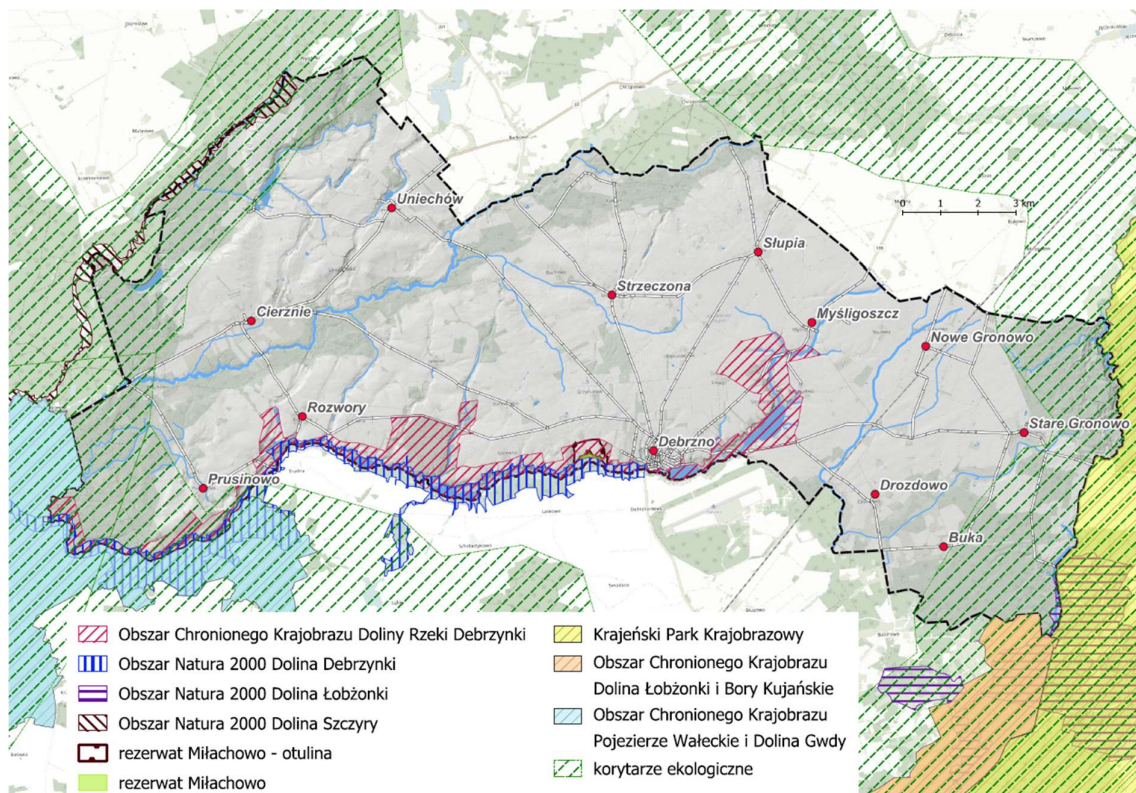 Uniechów
"0 1 2 3 km
Słupia
Strzeczona
Cierznie
Myśligoszcz
Nowe Gronowo
Rozwory
Stare Gronowo
Debrzno
Prusinowo
Drozdowo
Buka
Obszar Chronionego Krajobrazu Doliny Rzeki Debrzynki
Obszar Natura 2000 Dolina Debrzynki
Obszar Natura 2000 Dolina Łobżonki
Obszar Natura 2000 Dolina Szczyry
rezerwat Miłachowo - otulina
rezerwat Miłachowo
Krajeński Park Krajobrazowy
Obszar Chronionego Krajobrazu
Dolina Łobżonki i Bory Kujańskie
Obszar Chronionego Krajobrazu
Pojezierze Wałeckie i Dolina Gwdy
korytarze ekologiczne